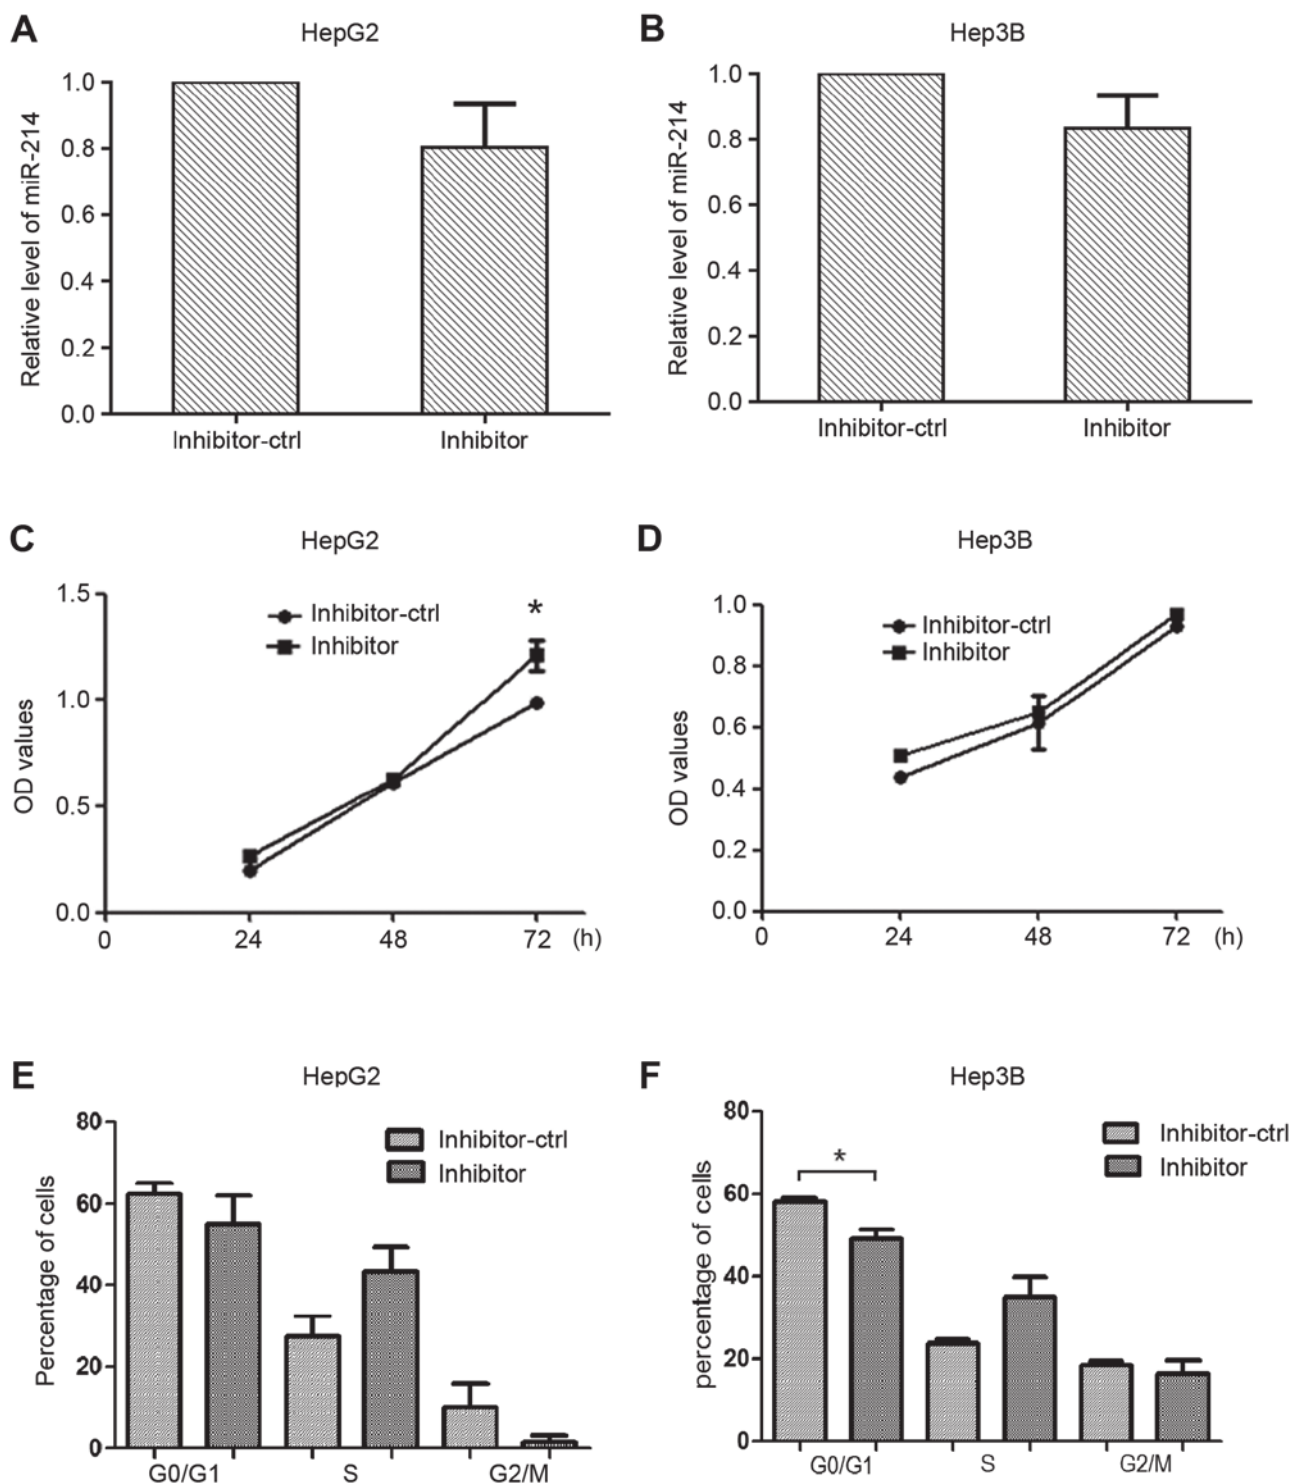 A
HepG2
Relative level of miR-214
1.0
0.8
0.6
0.4
0.2
0.0
Inhibitor-ctrl
Inhibitor
B
Hep3B
Relative level of miR-214
1.0
0.8
0.6
0.4
0.2
0.0
Inhibitor-ctrl
Inhibitor
C
HepG2
OD values
1.5
1.0
0.5
0.0
Inhibitor-ctrl
Inhibitor
*
0
24
48
72
(h)
D
Hep3B
OD values
1.0
0.8
0.6
0.4
0.2
0.0
Inhibitor-ctrl
Inhibitor
0
24
48
72
(h)
E
HepG2
Percentage of cells
80
60
40
20
0
Inhibitor-ctrl
Inhibitor
G0/G1
S
G2/M
F
Hep3B
percentage of cells
80
60
40
20
0
*
Inhibitor-ctrl
Inhibitor
G0/G1
S
G2/M